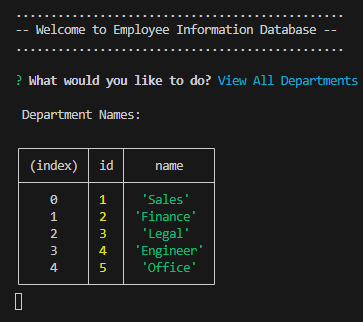 -- Welcome to Employee Information Database --
? What would you like to do? View All Departments
Department Names:
(index) id name
0 1 'Sales'
1 2 'Finance'
2 3 'Legal'
3 4 'Engineer'
4 5 'Office'